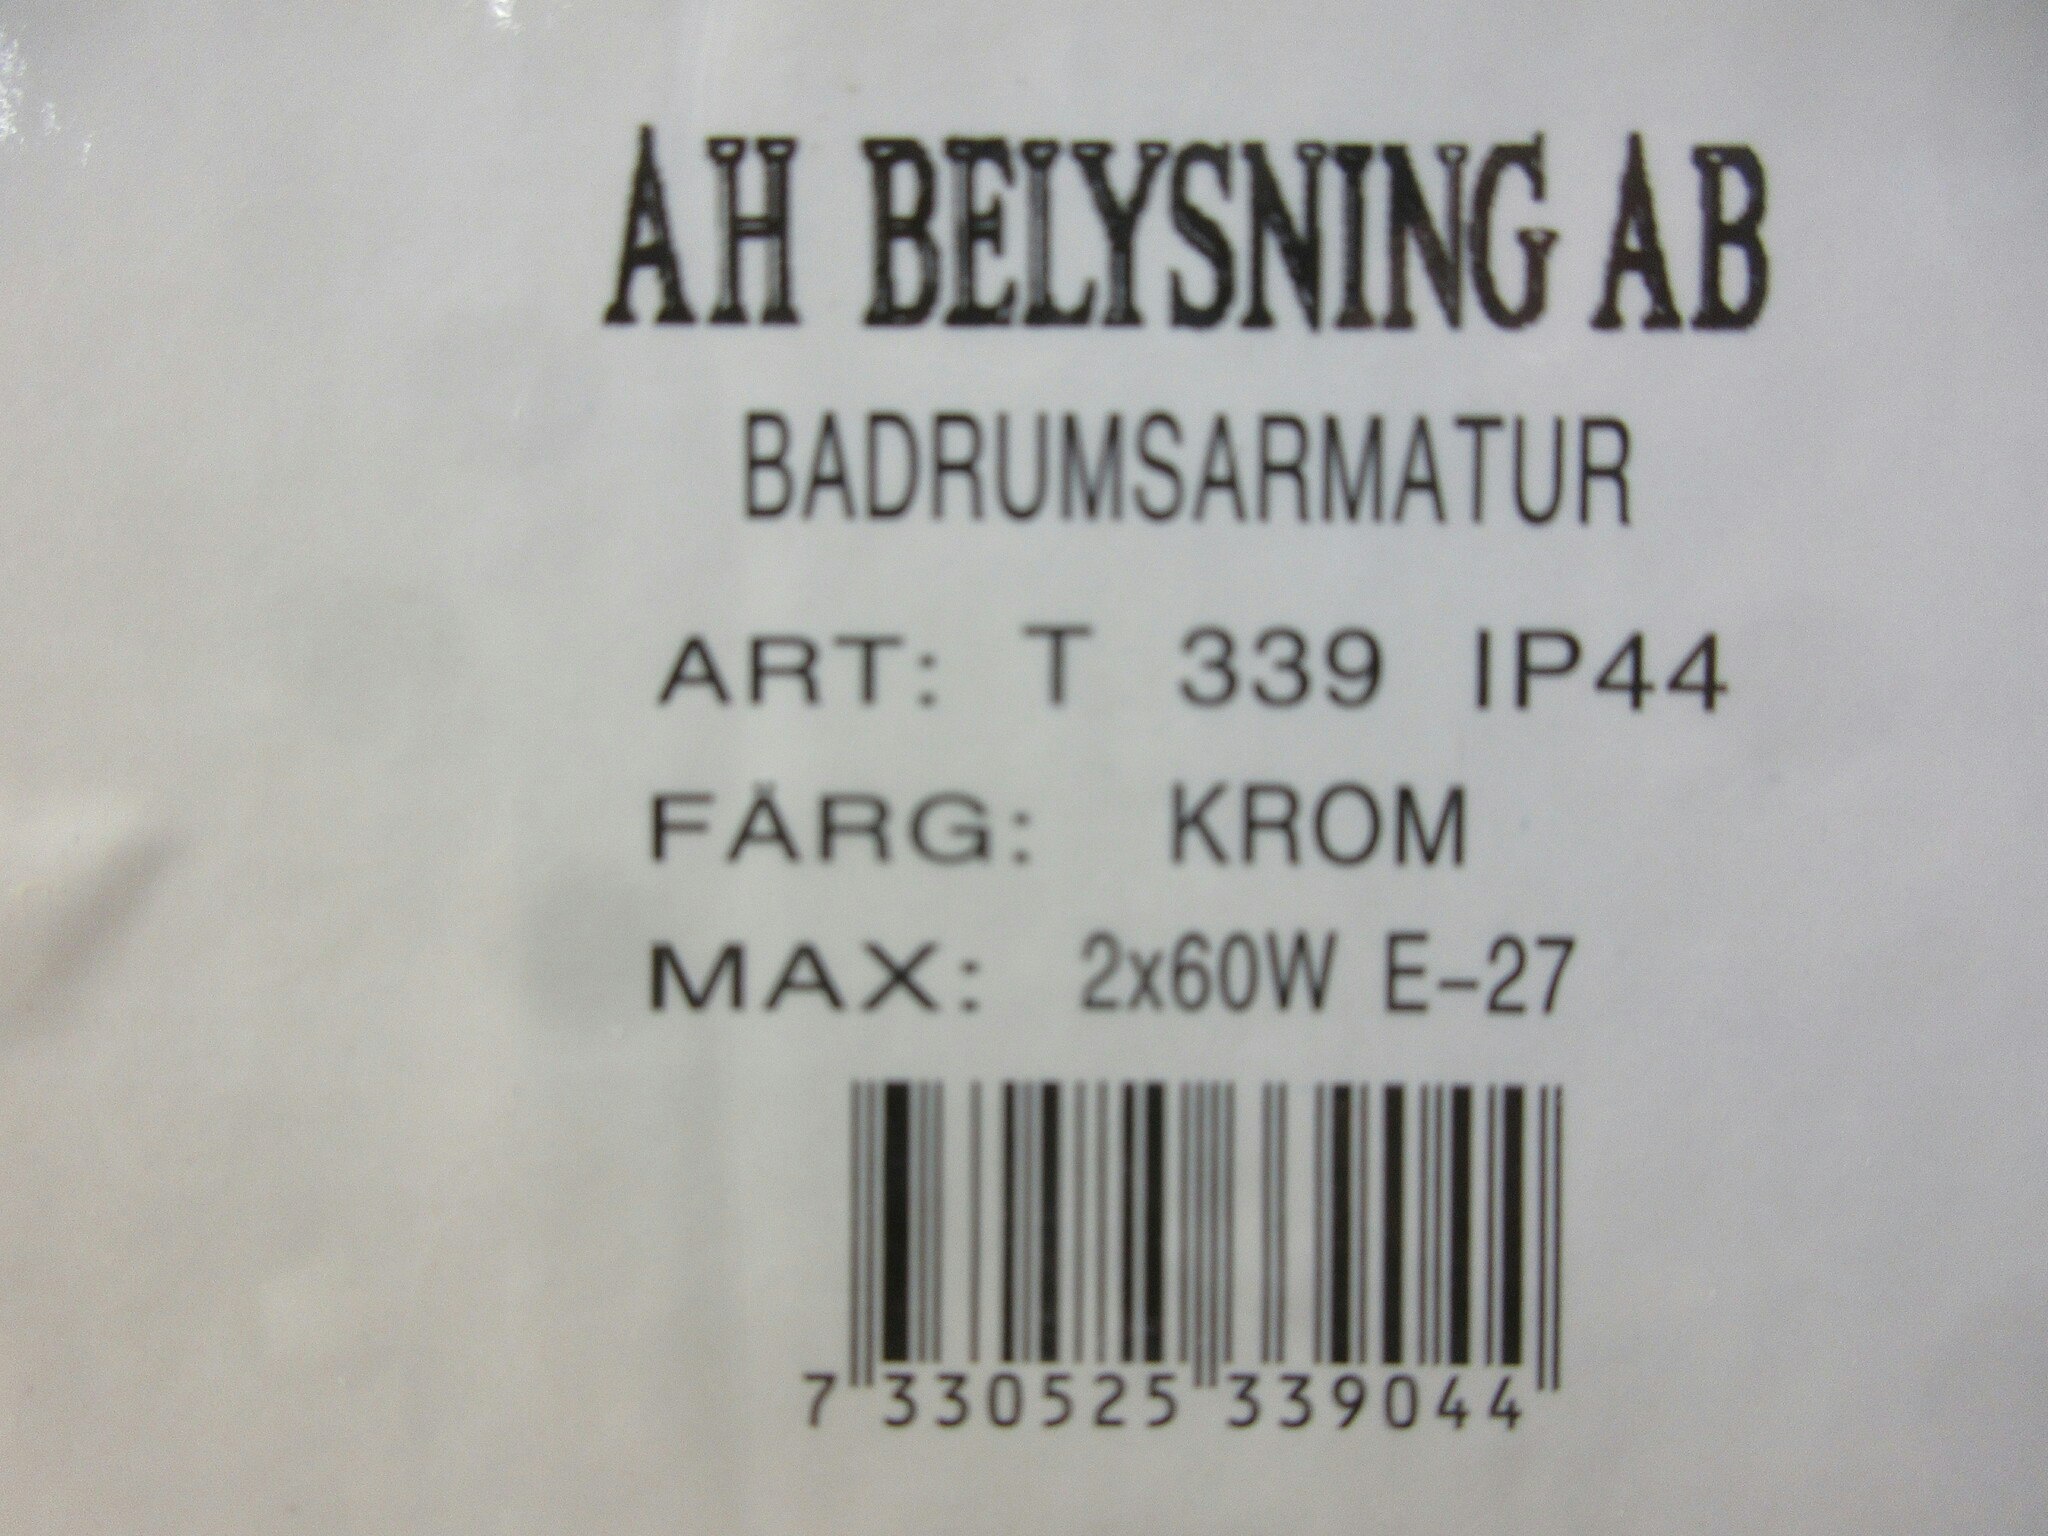 AH BELYSNING AB
BADRUMSARMATUR
ART: T 339 IP44
FÄRG: KROM
MAX: 2x60W E-27
7 330525 339044